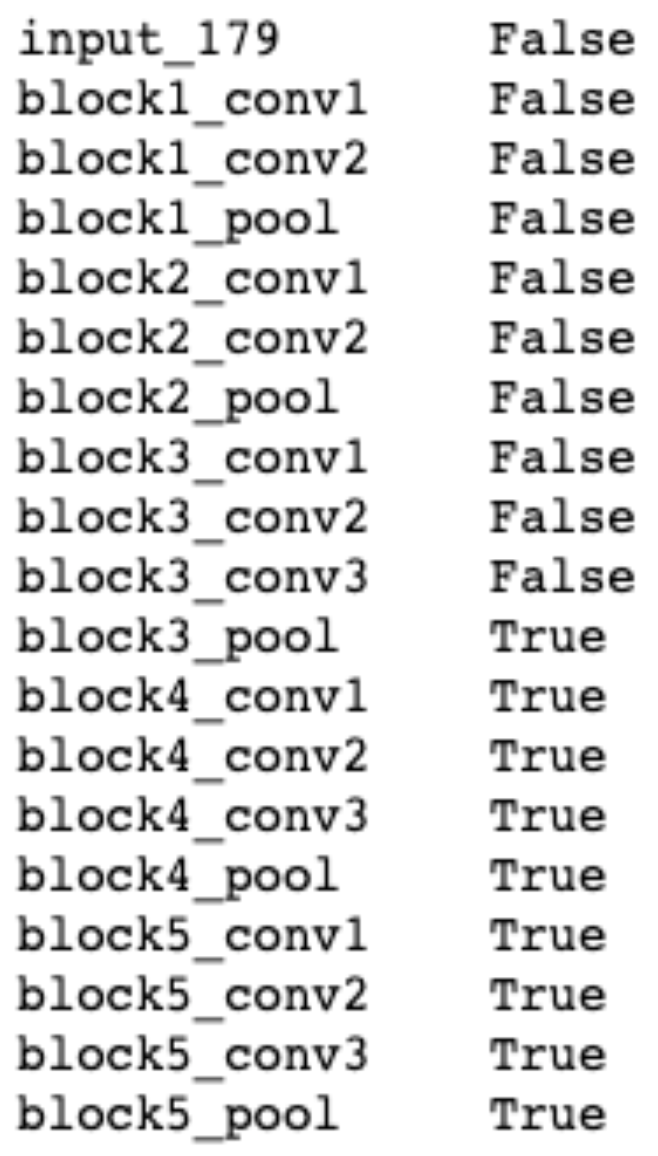 input_179 False
block1_conv1 False
block1_conv2 False
block1_pool False
block2_conv1 False
block2_conv2 False
block2_pool False
block3_conv1 False
block3_conv2 False
block3_conv3 False
block3_pool True
block4_conv1 True
block4_conv2 True
block4_conv3 True
block4_pool True
block5_conv1 True
block5_conv2 True
block5_conv3 True
block5_pool True